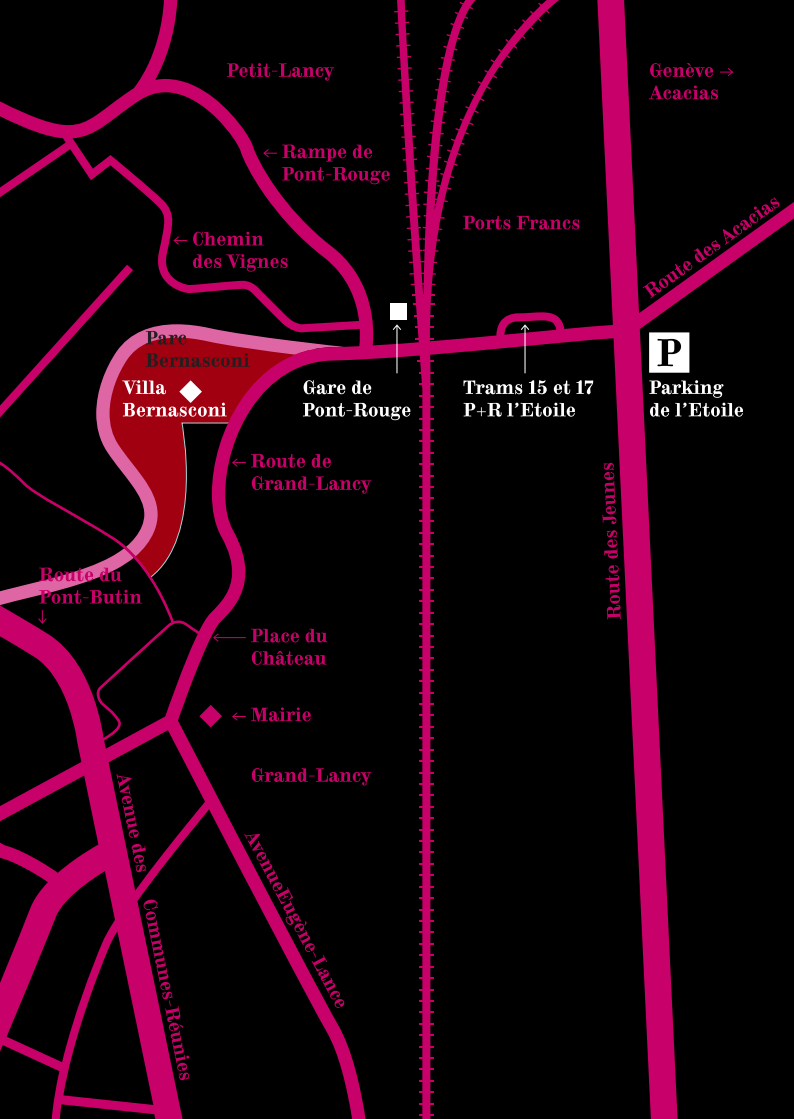 Petit-Lancy
Genève →
Acacias
← Rampe de
Pont-Rouge
Route des Acacias
Ports Francs
← Chemin
des Vignes
Parc
Bernasconi
P
Villa
Bernasconi
Gare de
Pont-Rouge
Trams 15 et 17
P+R l’Etoile
Parking
de l’Etoile
← Route de
Grand-Lancy
Route des Jeunes
Route du
Pont-Butin
↓
← Place du
Château
← Mairie
Grand-Lancy
Avenue des
Communes-Réunies
AvenueEugène-Lance